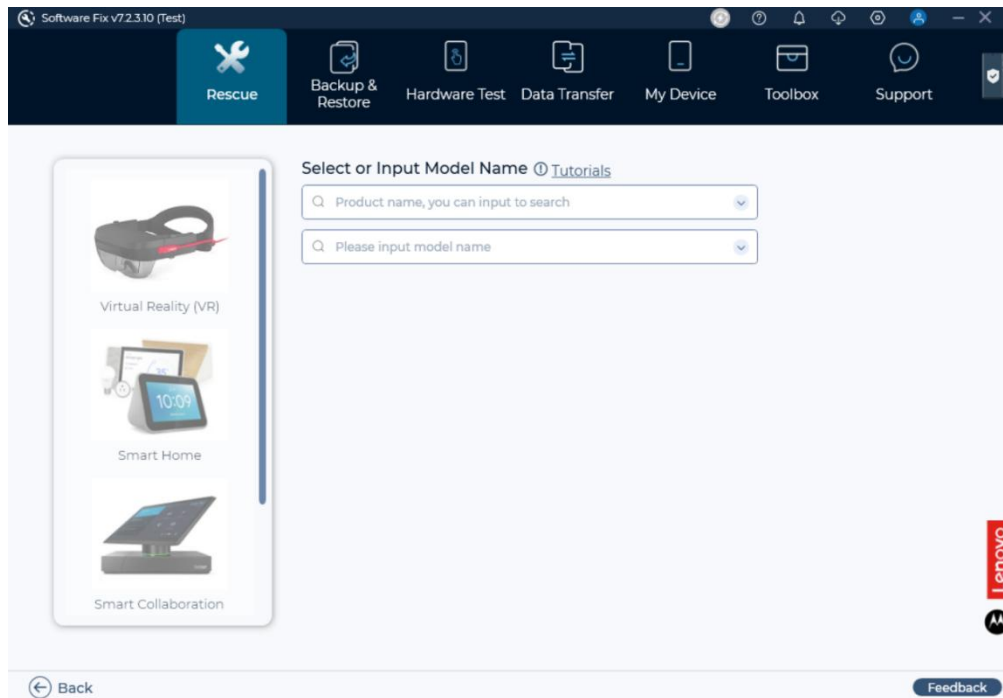 Software Fix v7.2.3.10 (Test)
Rescue
Backup &
Restore
Hardware Test
Data Transfer
My Device
Toolbox
Support
Select or Input Model Name Tutorials
Product name, you can input to search
Please input model name
Virtual Reality (VR)
35
10:09
Smart Home
Smart Collaboration
Lenovo
Back
Feedback